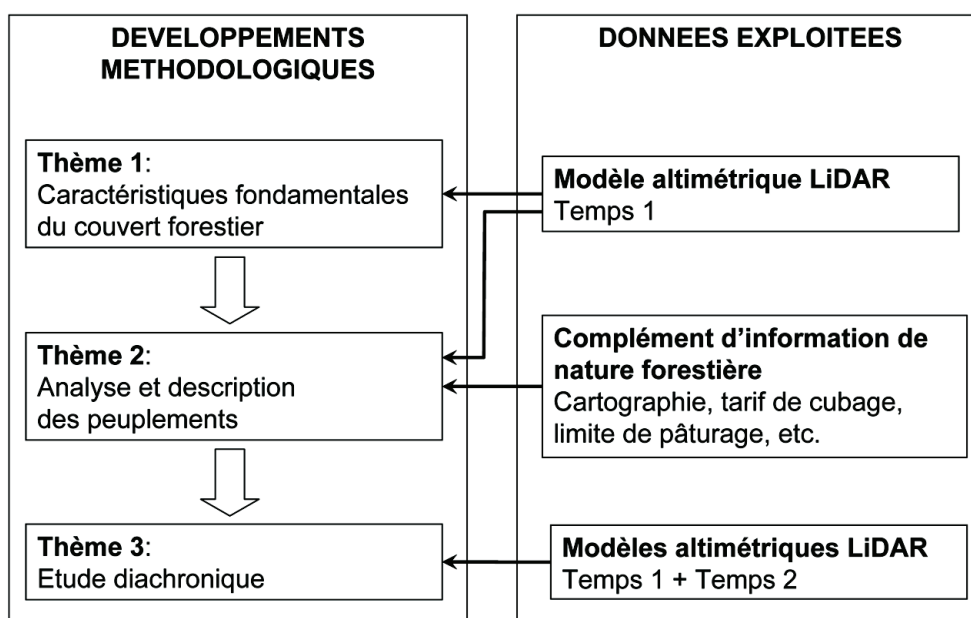 DEVELOPPEMENTS
METHODOLOGIQUES
Thème 1:
Caractéristiques fondamentales
du couvert forestier
Thème 2:
Analyse et description
des peuplements
Thème 3:
Etude diachronique
DONNEES EXPLOITEES
Modèle altimétrique LiDAR
Temps 1
Complément d’information de
nature forestière
Cartographie, tarif de cubage,
limite de pâturage, etc.
Modèles altimétriques LiDAR
Temps 1 + Temps 2